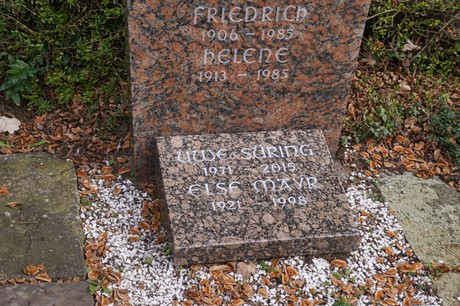 FRIEDRICH
1906 – 1985
HELENE
1913 – 1985
UWE SÜRING
1971 – 2015
ELSE MAYR
1921 – 1998